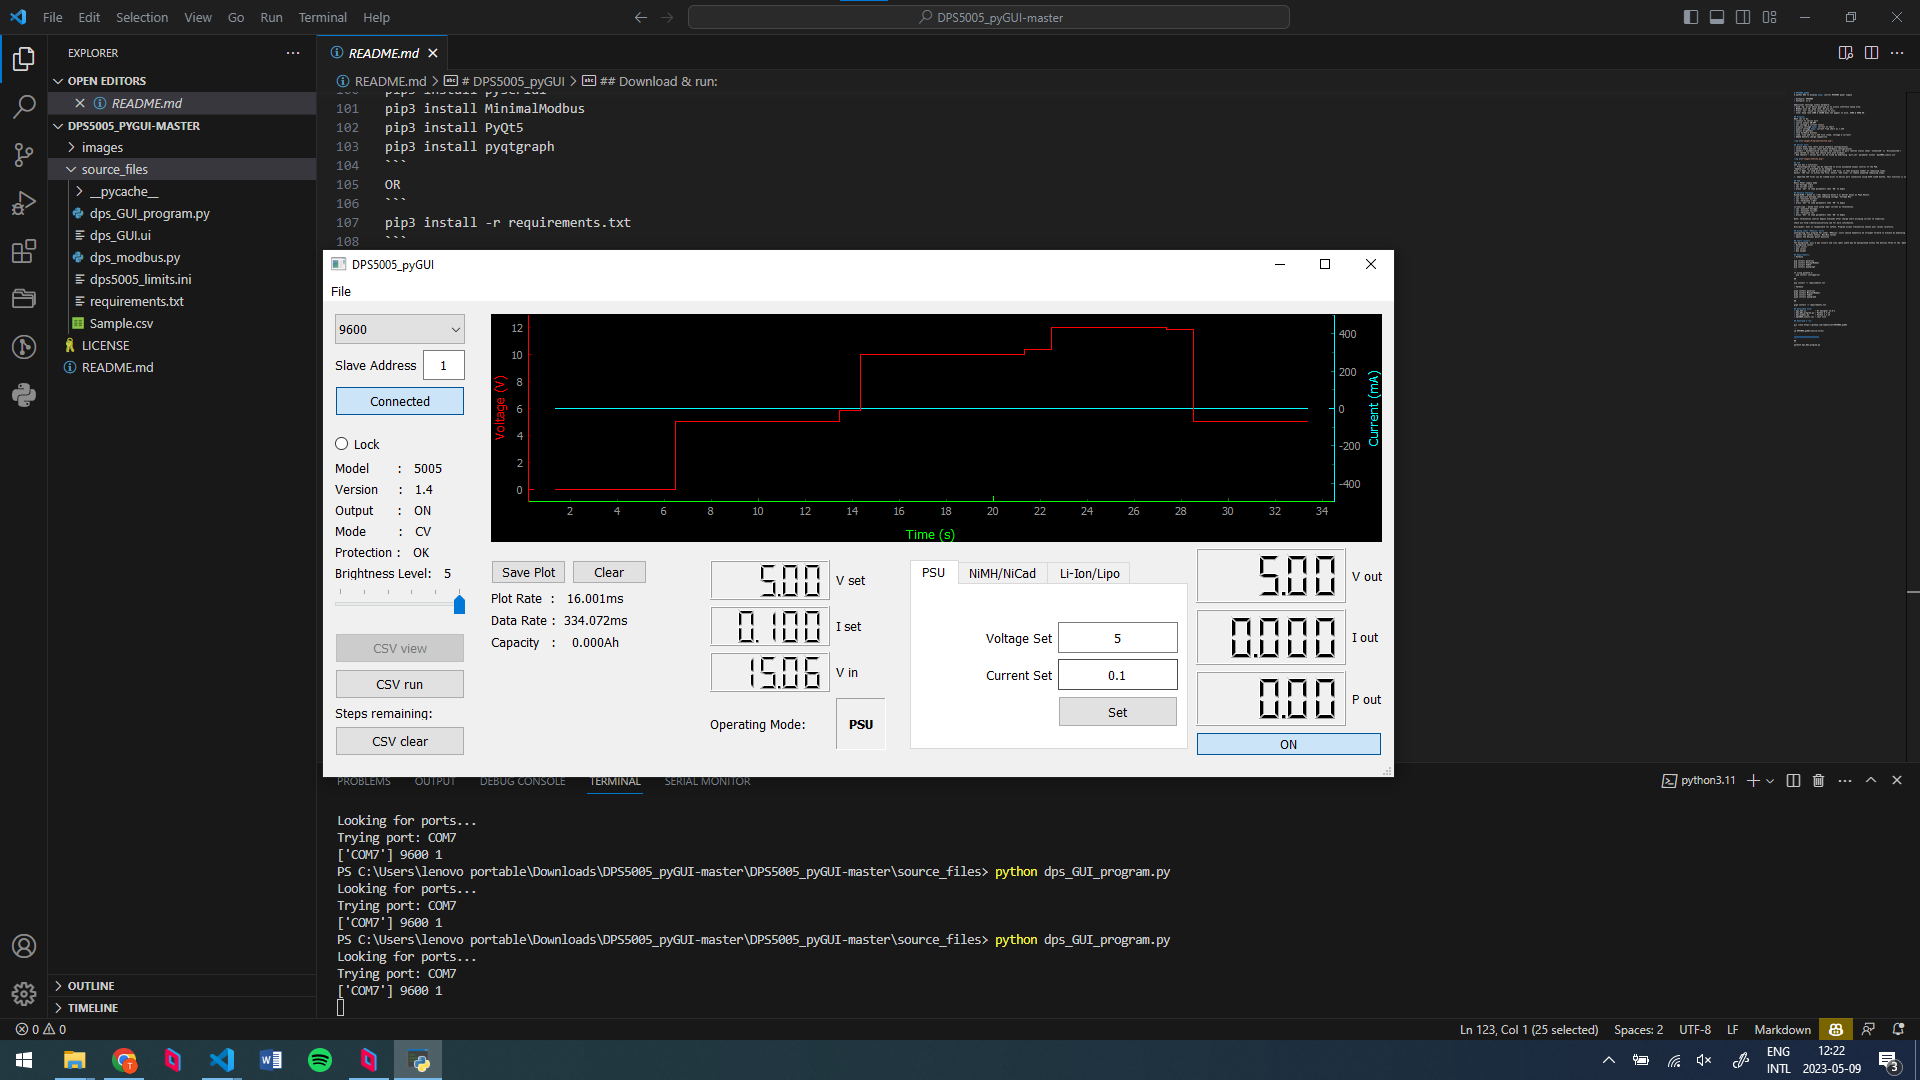 File Edit Selection View Go Run Terminal Help
DPS5005_pyGUI-master
EXPLORER
OPEN EDITORS
README.md
DPS5005_PYGUI-MASTER
images
source_files
__pycache__
dps_GUI_program.py
dps_GUI.ui
dps_modbus.py
dps5005_limits.ini
requirements.txt
Sample.csv
LICENSE
README.md
OUTLINE
TIMELINE
README.md
README.md > # DPS5005_pyGUI > ## Download & run:
100 pip3 install pyserial
101 pip3 install MinimalModbus
102 pip3 install PyQt5
103 pip3 install pyqtgraph
104 ```
105 OR
106 ```
107 pip3 install -r requirements.txt
108 ```
DPS5005_pyGUI
File
9600
Slave Address 1
Connected
Lock
Model : 5005
Version : 1.4
Output : ON
Mode : CV
Protection : OK
Brightness Level: 5
CSV view
CSV run
Steps remaining:
CSV clear
Voltage (V)
12
10
8
6
4
2
0
400
200
0
-200
-400
Current (mA)
2 4 6 8 10 12 14 16 18 20 22 24 26 28 30 32 34
Time (s)
Save Plot Clear
Plot Rate : 16.001ms
Data Rate : 334.072ms
Capacity : 0.000Ah
5.00 V set
0.100 I set
15.06 V in
Operating Mode: PSU
PSU NiMH/NiCad Li-Ion/Lipo
Voltage Set 5
Current Set 0.1
Set
5.00 V out
0.000 I out
0.00 P out
ON
PROBLEMS OUTPUT DEBUG CONSOLE TERMINAL SERIAL MONITOR
python3.11
Looking for ports...
Trying port: COM7
['COM7'] 9600 1
PS C:\Users\lenovo portable\Downloads\DPS5005_pyGUI-master\DPS5005_pyGUI-master\source_files> python dps_GUI_program.py
Looking for ports...
Trying port: COM7
['COM7'] 9600 1
PS C:\Users\lenovo portable\Downloads\DPS5005_pyGUI-master\DPS5005_pyGUI-master\source_files> python dps_GUI_program.py
Looking for ports...
Trying port: COM7
['COM7'] 9600 1
0 0
Ln 123, Col 1 (25 selected) Spaces: 2 UTF-8 LF Markdown
ENG
INTL
12:22
2023-05-09
3